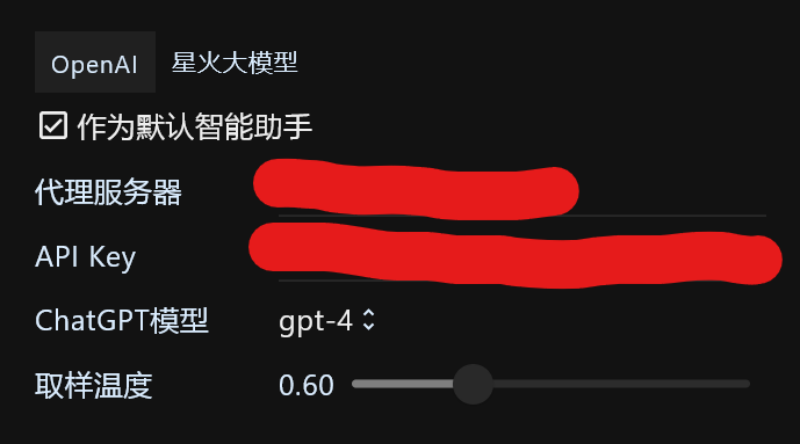 OpenAI 星火大模型
作为默认智能助手
代理服务器
API Key
ChatGPT模型 gpt-4
取样温度 0.60